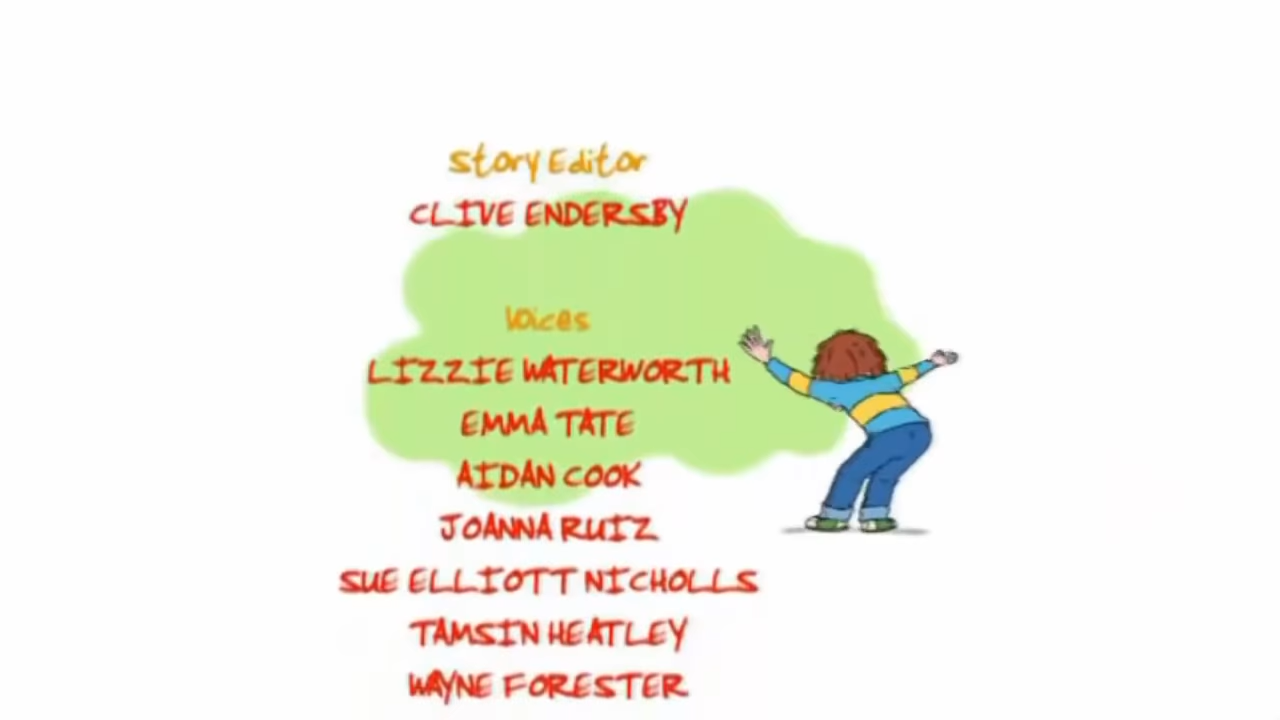 Story Editor
CLIVE ENDERSBY
Voices
LIZZIE WATERWORTH
EMMA TATE
AIDAN COOK
JOANNA RUIZ
SUE ELLIOTT NICHOLLS
TAMSIN HEATLEY
WAYNE FORESTER